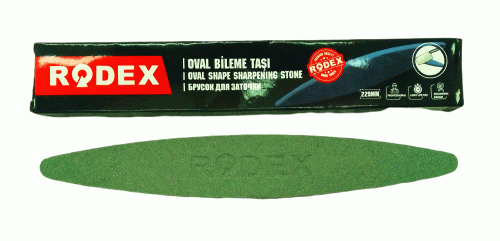 RODEX
OVAL BİLEME TAŞI
OVAL SHAPE SHARPENING STONE
БРУСОК ДЛЯ ЗАТОЧКИ
RODEX
229MM
RODEX